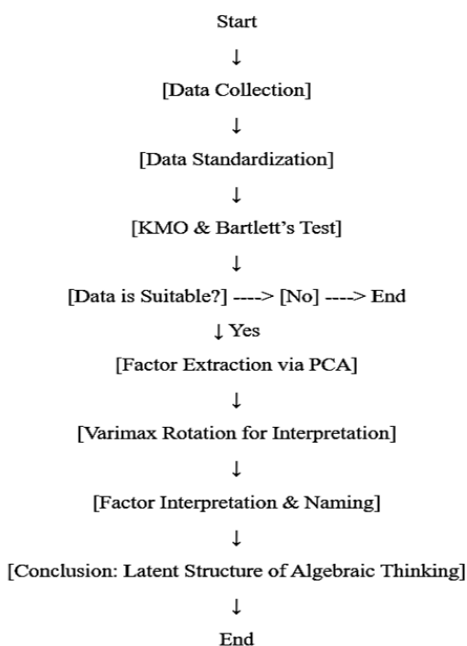 Start
↓
[Data Collection]
↓
[Data Standardization]
↓
[KMO & Bartlett’s Test]
↓
[Data is Suitable?] ----> [No] ----> End
↓ Yes
[Factor Extraction via PCA]
↓
[Varimax Rotation for Interpretation]
↓
[Factor Interpretation & Naming]
↓
[Conclusion: Latent Structure of Algebraic Thinking]
↓
End